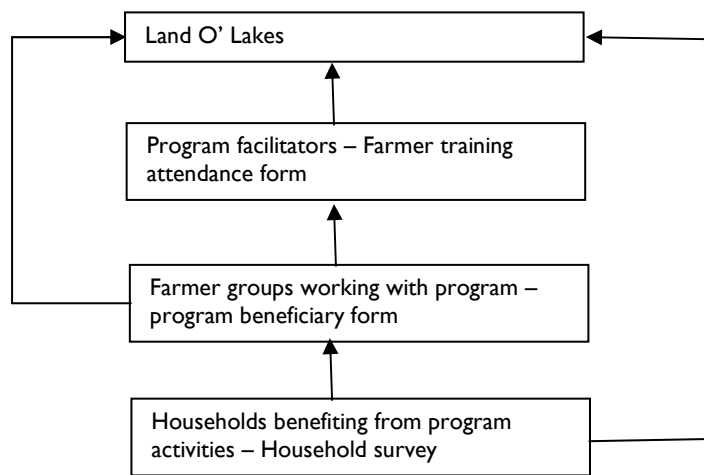 Land O’ Lakes
Program facilitators – Farmer training
attendance form
Farmer groups working with program –
program beneficiary form
Households benefiting from program
activities – Household survey